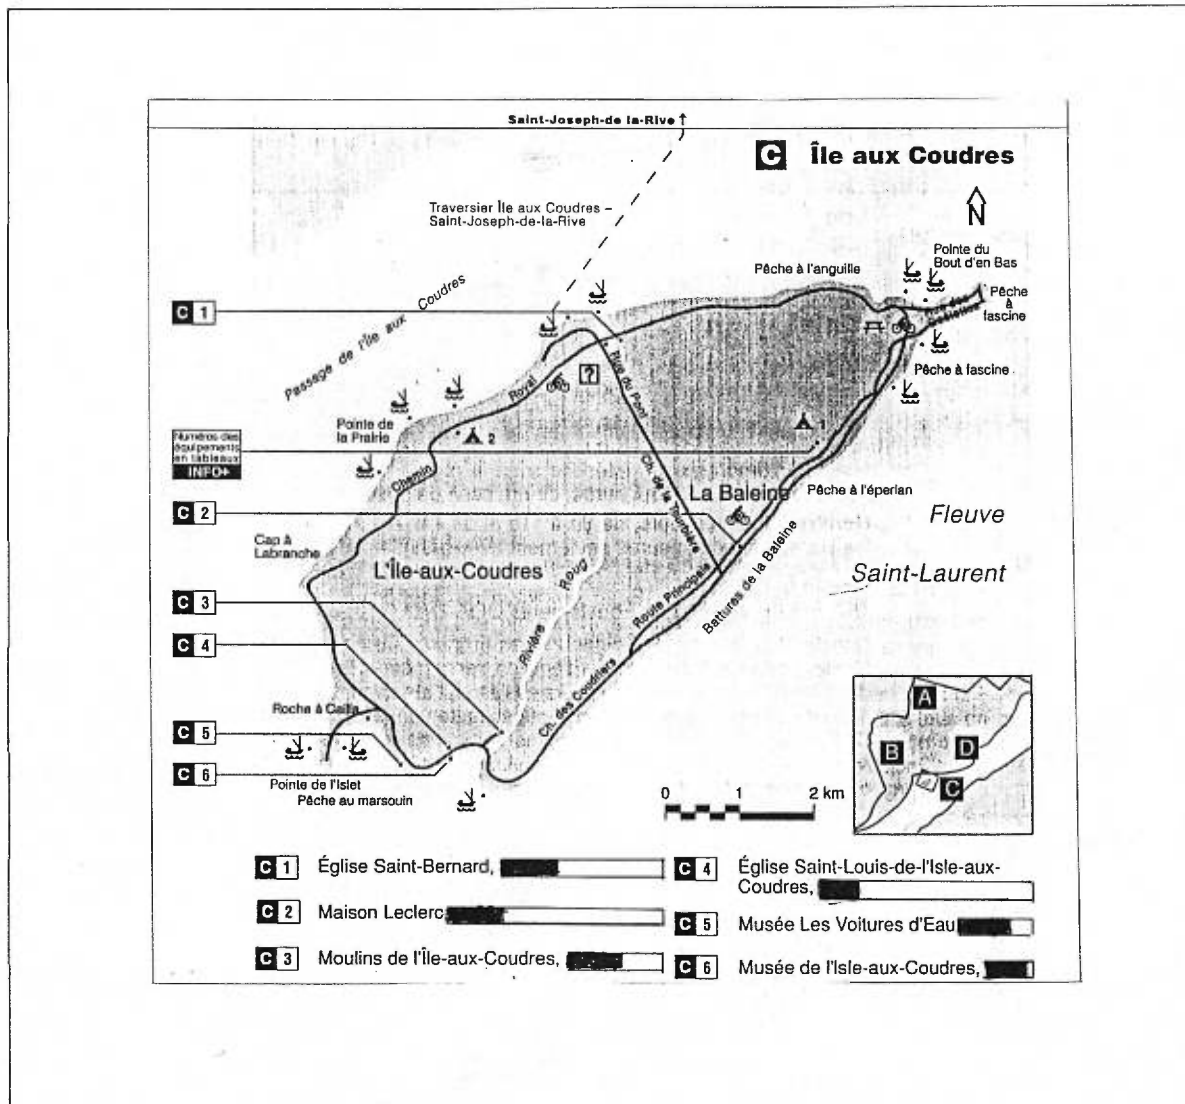 Saint-Joseph-de la-Rive ↑
C Île aux Coudres
N
Traversier Île aux Coudres –
Saint-Joseph-de-la-Rive
Passage de l'Île aux Coudres
Pêche à l'anguille
Pointe du
Bout d'en Bas
Pêche
à
fascine
Rue des
C 1
Rue du Pont
?
Pêche à fascine
Chemin
Royal
Pointe de
la Prairie
2
1
Numéros des
équipements
en tableaux
INFO+
Ch. de la Tourbière
La Baleine
Pêche à l'éperlan
C 2
Fleuve
Saint-Laurent
Cap à
Labranche
L'Île-aux-Coudres
Rivière Roug
Route Principale
Battures de la Baleine
C 3
C 4
Ch. des Coudriers
Roche à Caille
C 5
C 6
Pointe de l'Islet
Pêche au marsouin
0 1 2 km
A
B
D
C
C 1 Église Saint-Bernard,
C 2 Maison Leclerc
C 3 Moulins de l'Île-aux-Coudres,
C 4 Église Saint-Louis-de-l'Isle-aux-
Coudres,
C 5 Musée Les Voitures d'Eau
C 6 Musée de l'Isle-aux-Coudres,